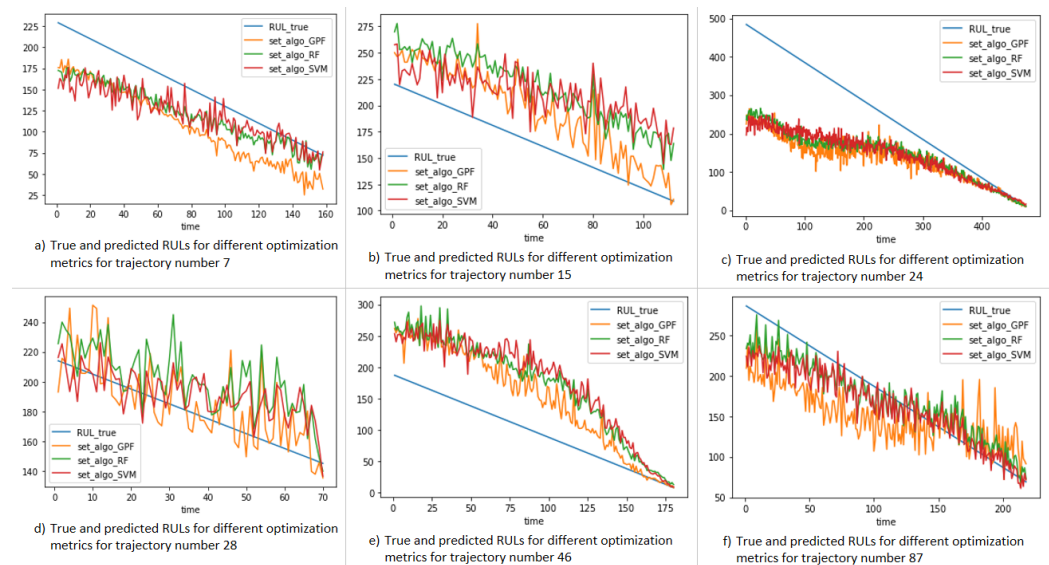 225
200
175
150
125
100
75
50
25
0 20 40 60 80 100 120 140 160
time
RUL_true
set_algo_GPF
set_algo_RF
set_algo_SVM
a) True and predicted RULs for different optimization
metrics for trajectory number 7
275
250
225
200
175
150
125
100
0 20 40 60 80 100
time
RUL_true
set_algo_GPF
set_algo_RF
set_algo_SVM
b) True and predicted RULs for different optimization
metrics for trajectory number 15
500
400
300
200
100
0
0 100 200 300 400
time
RUL_true
set_algo_GPF
set_algo_RF
set_algo_SVM
c) True and predicted RULs for different optimization
metrics for trajectory number 24
240
220
200
180
160
140
0 10 20 30 40 50 60 70
time
RUL_true
set_algo_GPF
set_algo_RF
set_algo_SVM
d) True and predicted RULs for different optimization
metrics for trajectory number 28
300
250
200
150
100
50
0
0 25 50 75 100 125 150 175
time
RUL_true
set_algo_GPF
set_algo_RF
set_algo_SVM
e) True and predicted RULs for different optimization
metrics for trajectory number 46
300
250
200
150
100
50
0 50 100 150 200
time
RUL_true
set_algo_GPF
set_algo_RF
set_algo_SVM
f) True and predicted RULs for different optimization
metrics for trajectory number 87